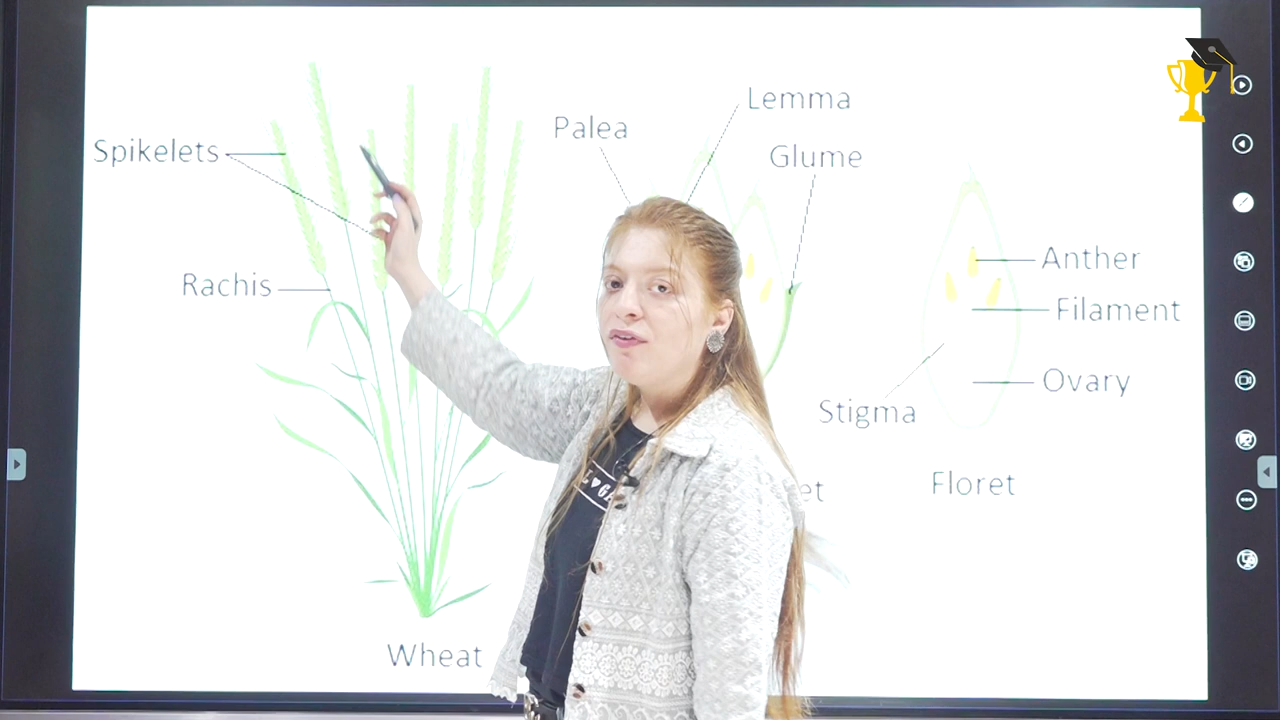 Lemma
Palea
Spikelets
Glume
Rachis
Anther
Filament
Ovary
Stigma
Floret
Wheat